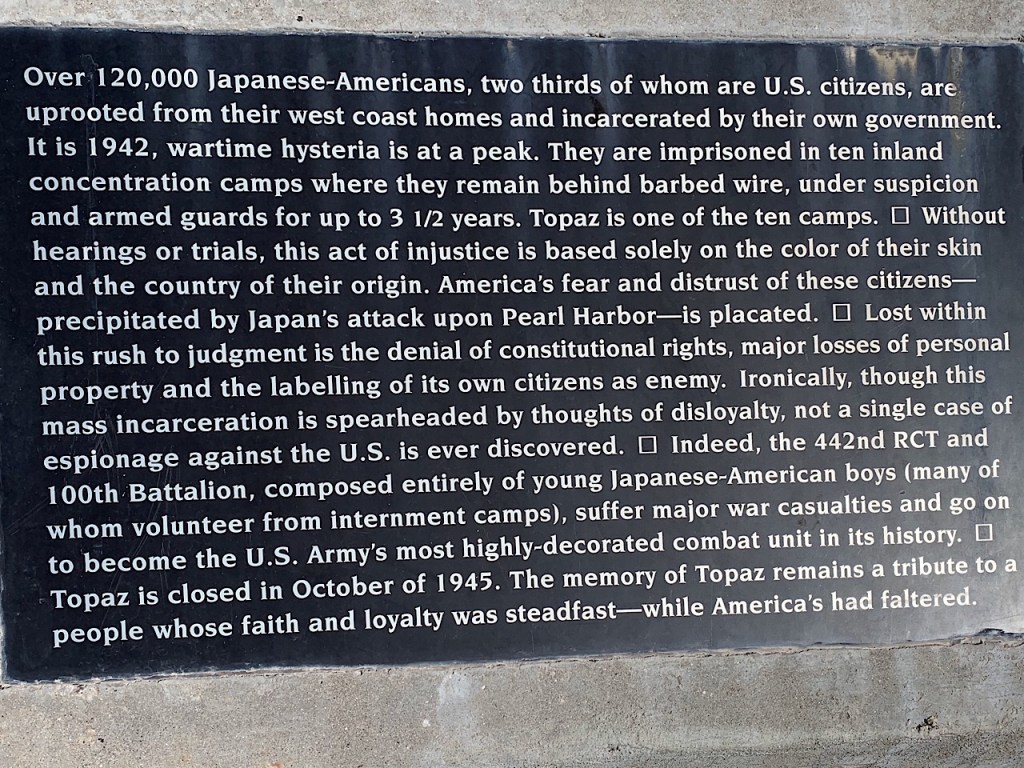 Over 120,000 Japanese-Americans, two thirds of whom are U.S. citizens, are
uprooted from their west coast homes and incarcerated by their own government.
It is 1942, wartime hysteria is at a peak. They are imprisoned in ten inland
concentration camps where they remain behind barbed wire, under suspicion
and armed guards for up to 3 1/2 years. Topaz is one of the ten camps. □ Without
hearings or trials, this act of injustice is based solely on the color of their skin
and the country of their origin. America's fear and distrust of these citizens—
precipitated by Japan's attack upon Pearl Harbor—is placated. □ Lost within
this rush to judgment is the denial of constitutional rights, major losses of personal
property and the labelling of its own citizens as enemy. Ironically, though this
mass incarceration is spearheaded by thoughts of disloyalty, not a single case of
espionage against the U.S. is ever discovered. □ Indeed, the 442nd RCT and
100th Battalion, composed entirely of young Japanese-American boys (many of
whom volunteer from internment camps), suffer major war casualties and go on
to become the U.S. Army's most highly-decorated combat unit in its history. □
Topaz is closed in October of 1945. The memory of Topaz remains a tribute to a
people whose faith and loyalty was steadfast—while America's had faltered.